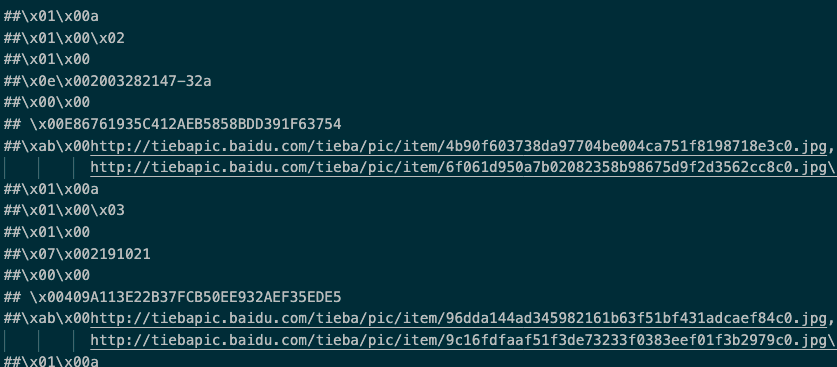 ##\x01\x00a
##\x01\x00\x02
##\x01\x00
##\x0e\x002003282147-32a
##\x00\x00
## \x00E86761935C412AEB5858BDD391F63754
##\xab\x00http://tiebapic.baidu.com/tieba/pic/item/4b90f603738da97704be004ca751f8198718e3c0.jpg,
http://tiebapic.baidu.com/tieba/pic/item/6f061d950a7b02082358b98675d9f2d3562cc8c0.jpg\
##\x01\x00a
##\x01\x00\x03
##\x01\x00
##\x07\x002191021
##\x00\x00
## \x00409A113E22B37FCB50EE932AEF35EDE5
##\xab\x00http://tiebapic.baidu.com/tieba/pic/item/96dda144ad345982161b63f51bf431adcaef84c0.jpg,
http://tiebapic.baidu.com/tieba/pic/item/9c16fdfaaf51f3de73233f0383eef01f3b2979c0.jpg\
##\x01\x00a